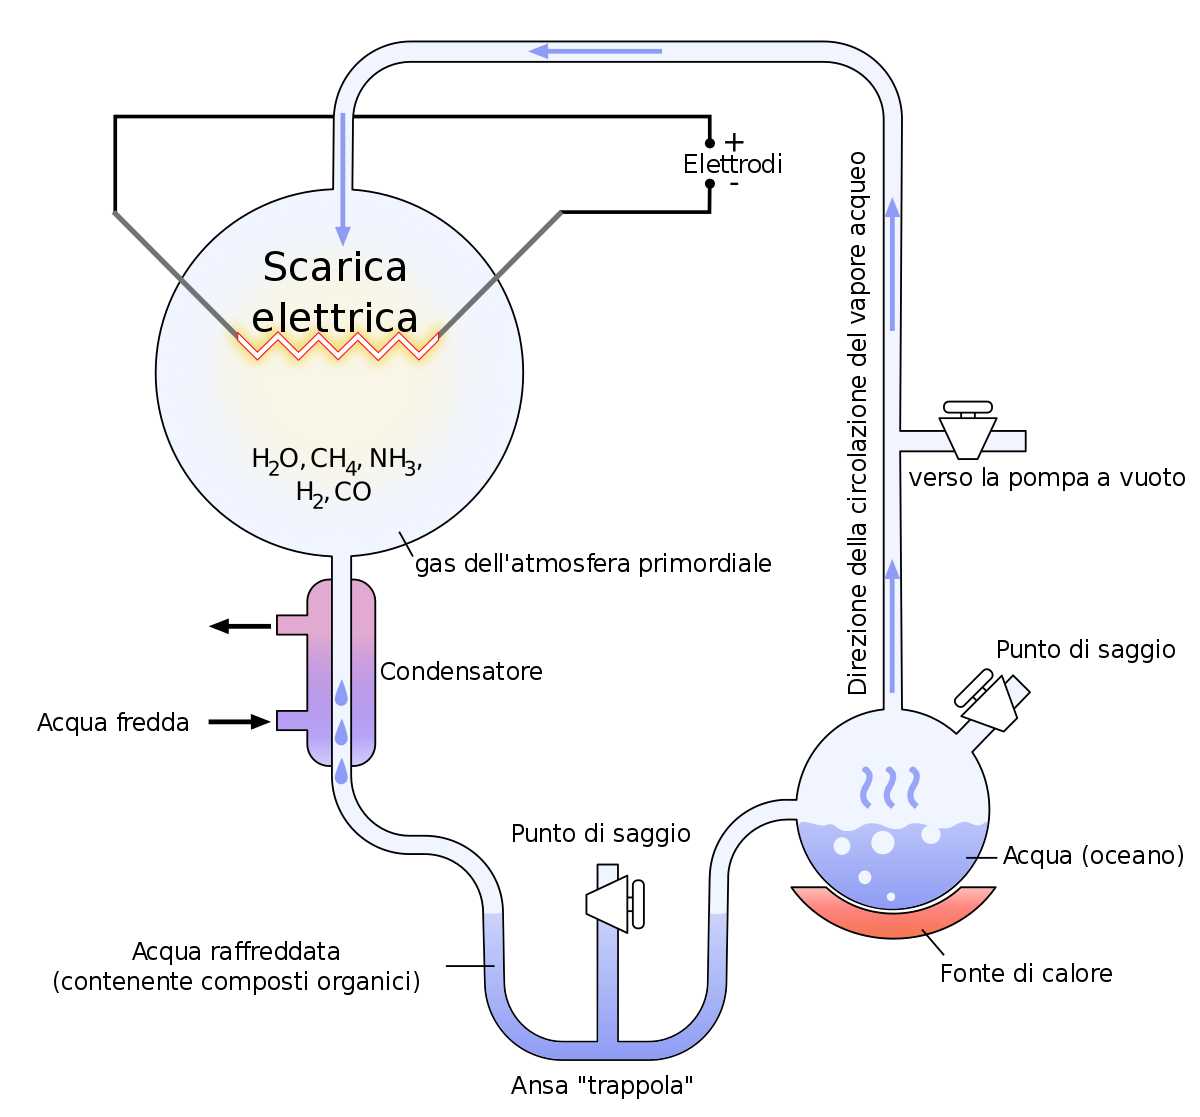 +
Elettrodi
-
Scarica
elettrica
Direzione della circolazione del vapore acqueo
H2O, CH4, NH3,
H2, CO
verso la pompa a vuoto
gas dell'atmosfera primordiale
Punto di saggio
Condensatore
Acqua fredda
Punto di saggio
Acqua (oceano)
Acqua raffreddata
(contenente composti organici)
Fonte di calore
Ansa "trappola"